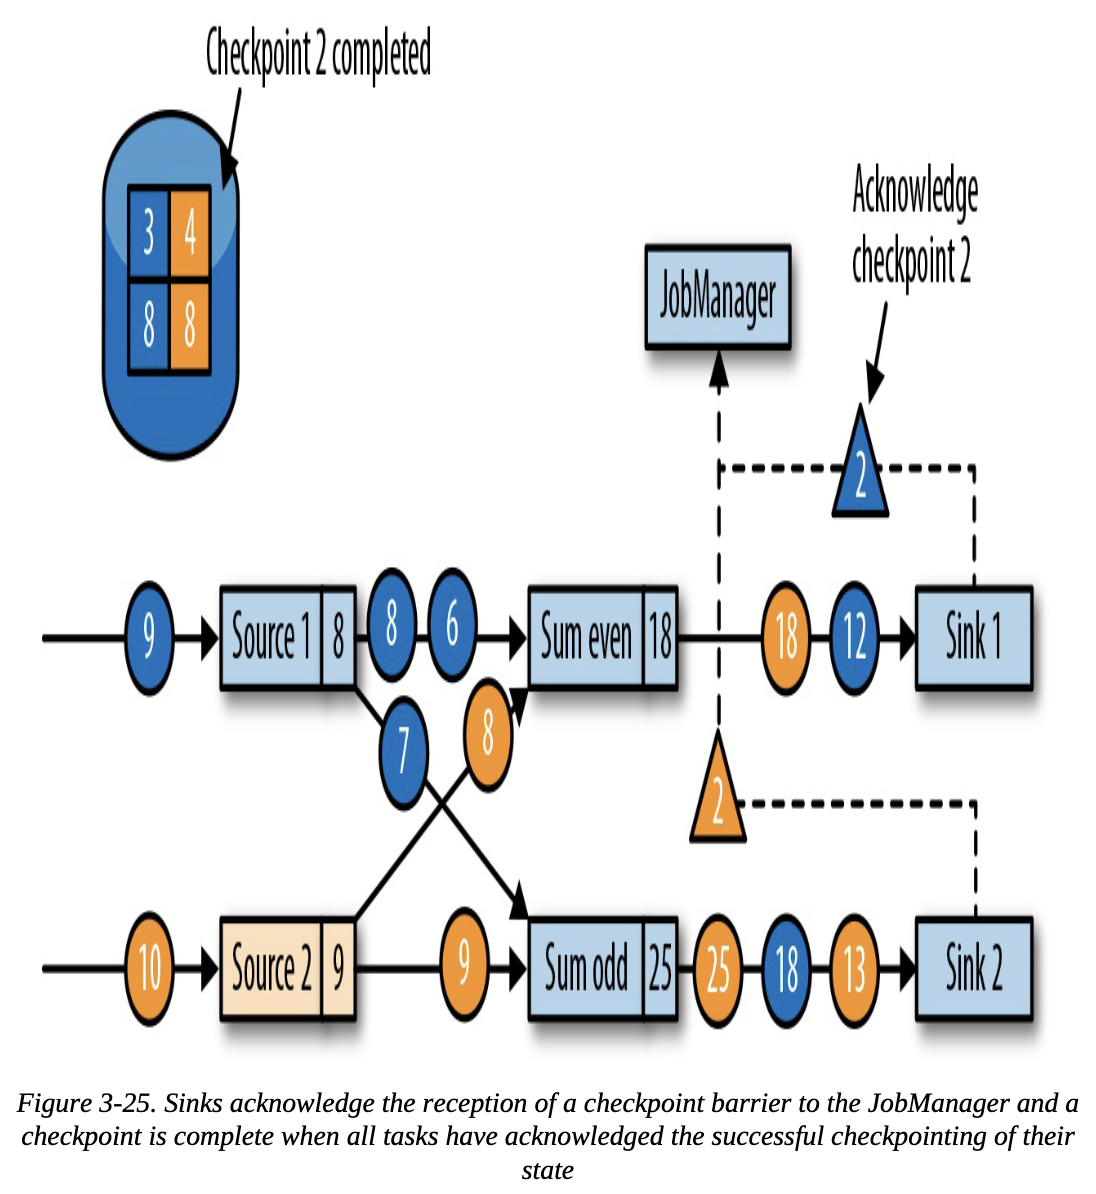 Checkpoint 2 completed
3 4
8 8
Acknowledge
checkpoint 2
JobManager
2
9
Source 1 8
8
6
Sum even 18
18
12
Sink 1
7
8
2
10
Source 2 9
9
Sum odd 25
25
18
13
Sink 2
Figure 3-25. Sinks acknowledge the reception of a checkpoint barrier to the JobManager and a
checkpoint is complete when all tasks have acknowledged the successful checkpointing of their
state